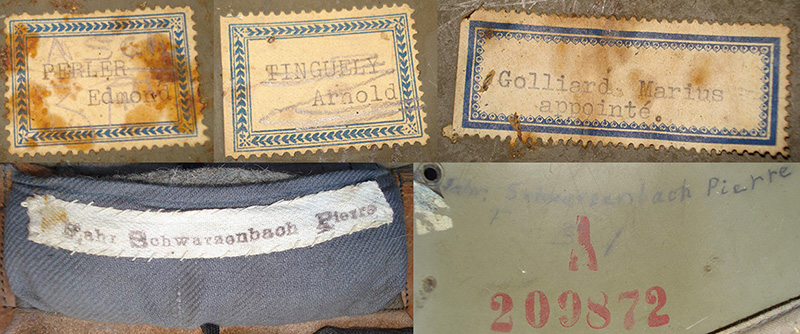 PERLER
Edmond
TINGUELY
Arnold
Golliard Marius
appointé
Fahr Schwarzenbach Pierre
Fahr. Schwarzenbach Pierre
A
209872